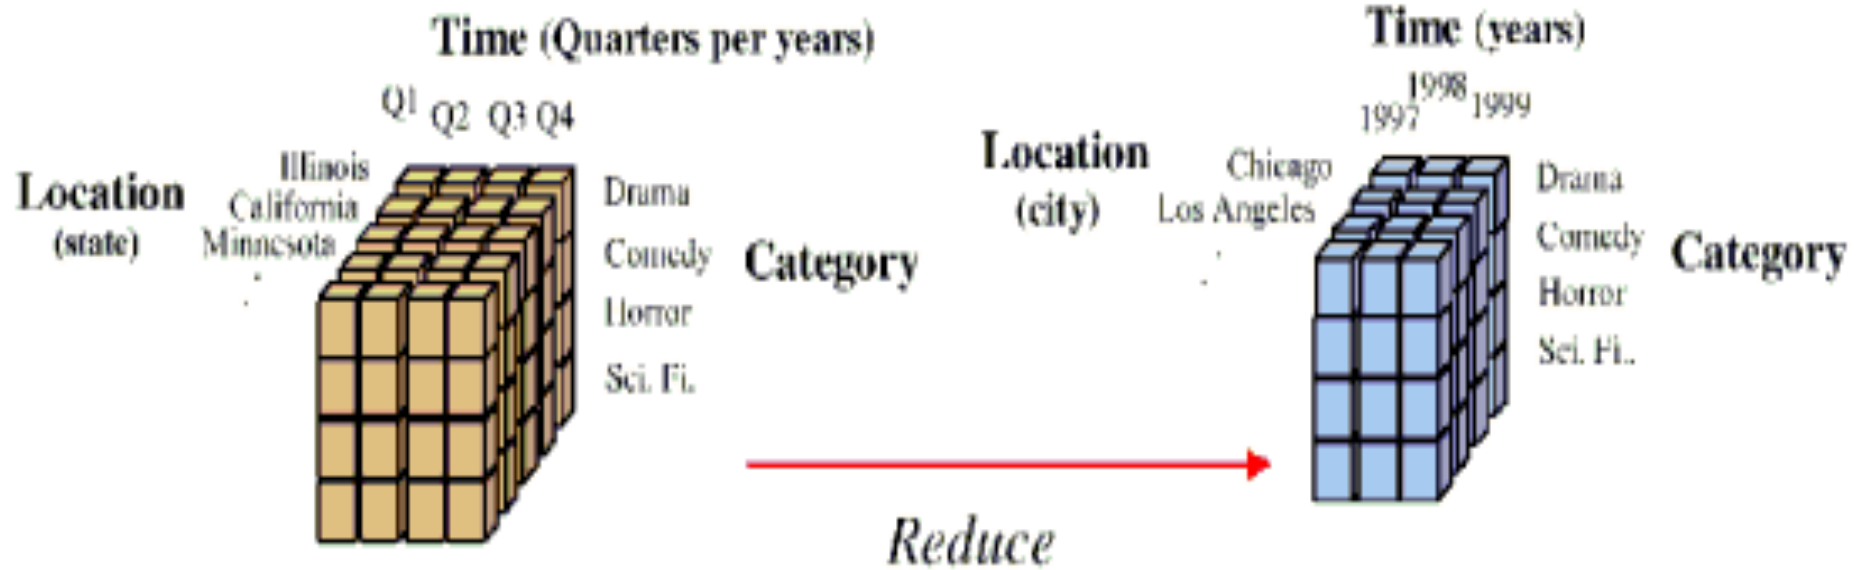 Time (Quarters per years)
Q1 Q2 Q3 Q4
Location
(state)
Illinois
California
Minnesota
Drama
Comedy
Horror
Sci. Fi.
Category
Time (years)
1997 1998 1999
Location
(city)
Chicago
Los Angeles
Drama
Comedy
Horror
Sci. Fi..
Category
Reduce